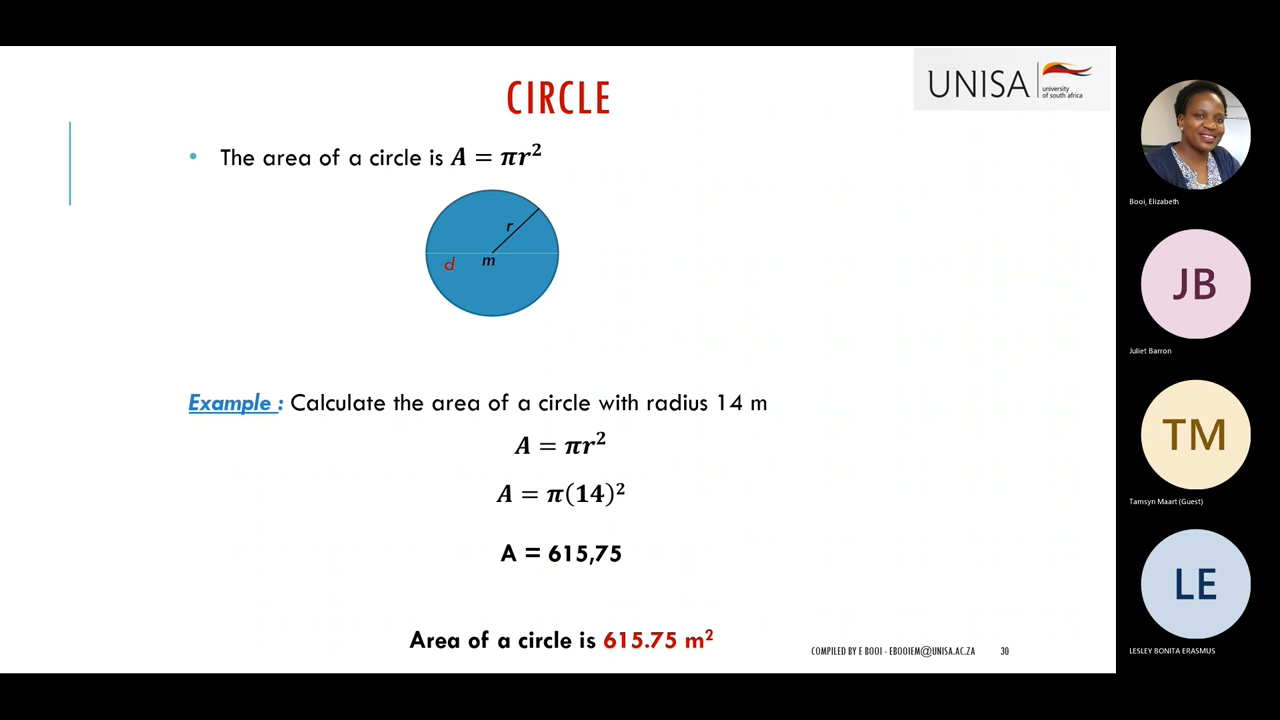 CIRCLE
UNISA
university
of south africa
• The area of a circle is A = πr²
r
d
m
Example : Calculate the area of a circle with radius 14 m
A = πr²
A = π(14)²
A = 615,75
Area of a circle is 615.75 m²
COMPILED BY E BOOI - EBOOIEM@UNISA.AC.ZA
30
Booi, Elizabeth
JB
Juliet Barron
TM
Tamsyn Maart (Guest)
LE
LESLEY BONITA ERASMUS